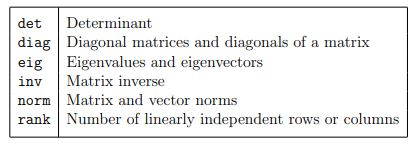 det Determinant
diag Diagonal matrices and diagonals of a matrix
eig Eigenvalues and eigenvectors
inv Matrix inverse
norm Matrix and vector norms
rank Number of linearly independent rows or columns